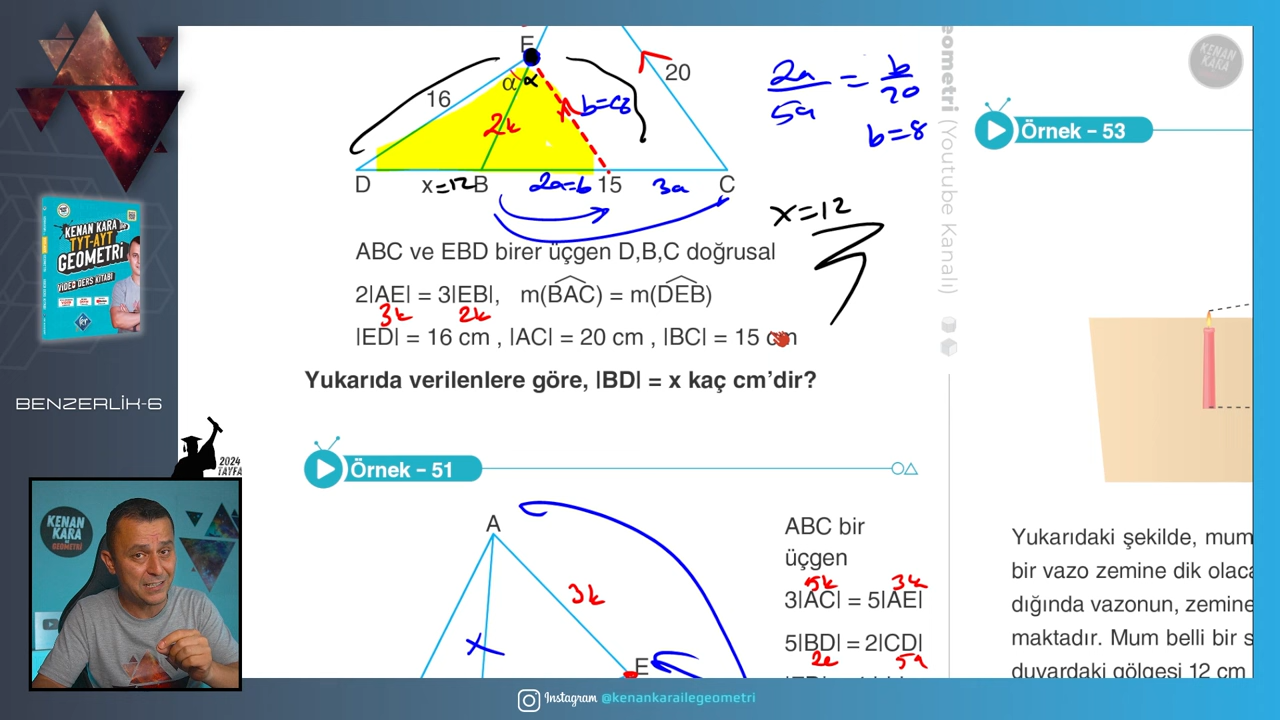 KENAN KARA
TYT-AYT
GEOMETRİ
VİDEO DERS KİTABI
BENZERLİK-6
2024
TAYFA
KENAN
KARA
GEOMETRİ
E
16
α
α
2k
b=8
20
D
x=12
B
2a=6
15
3a
C
2a/5a = b/20
b=8
x=12
ABC ve EBD birer üçgen D,B,C doğrusal
2|AE| = 3|EB|, m(BAC) = m(DEB)
3k 2k
|ED| = 16 cm , |AC| = 20 cm , |BC| = 15 cm
Yukarıda verilenlere göre, |BD| = x kaç cm’dir?
Örnek – 51
A
3k
x
E
ABC bir
üçgen
5k 3k
3|AC| = 5|AE|
5|BD| = 2|CD|
5a
eometri (Youtube Kanalı)
KENAN
KARA
Örnek – 53
Yukarıdaki şekilde, mum
bir vazo zemine dik olaca
dığında vazonun, zemine
maktadır. Mum belli bir s
duvardaki gölgesi 12 cm
Instagram @kenankarailegeometri